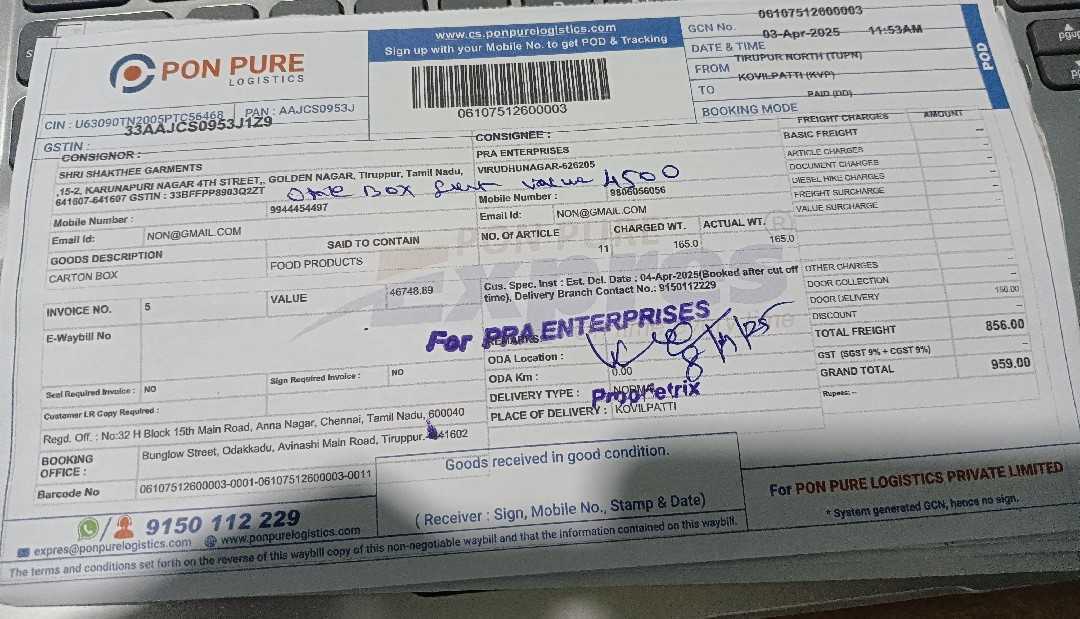 PON PURE
LOGISTICS
www.cs.ponpurelogistics.com
Sign up with your Mobile No. to get POD & Tracking
06107512600003
GCN No. 06107512600003
DATE & TIME 03-Apr-2025 11:53AM
FROM TIRUPUR NORTH (TUPN)
TO KOVILPATTI (KVP)
BOOKING MODE PAID (DD)
POD
CIN : U63090TN2005PTC56468 PAN : AAJCS0953J
GSTIN : 33AAJCS0953J1Z9
CONSIGNOR :
SHRI SHAKTHEE GARMENTS
,15-2, KARUNAPURI NAGAR 4TH STREET,, GOLDEN NAGAR, Tiruppur, Tamil Nadu,
641607-641607 GSTIN : 33BFFPP8903Q2ZT
Mobile Number : 9944454497
Email Id: NON@GMAIL.COM
CONSIGNEE :
PRA ENTERPRISES
VIRUDHUNAGAR-626205
one Box value 4500
Mobile Number : 9806056056
Email Id: NON@GMAIL.COM
FREIGHT CHARGES AMOUNT
BASIC FREIGHT –
ARTICLE CHARGES –
DOCUMENT CHARGES –
DIESEL HIKE CHARGES –
FREIGHT SURCHARGE –
VALUE SURCHARGE –
GOODS DESCRIPTION SAID TO CONTAIN
CARTON BOX FOOD PRODUCTS
NO. Of ARTICLE CHARGED WT. ACTUAL WT.
11 165.0 165.0
PON PURE
Expres
INVOICE NO. 5 VALUE 46748.89
Cus. Spec. Inst : Est. Del. Date : 04-Apr-2025(Booked after cut off
time), Delivery Branch Contact No.: 9150112229
OTHER CHARGES –
DOOR COLLECTION –
DOOR DELIVERY 150.00
DISCOUNT –
TOTAL FREIGHT 856.00
GST (SGST 9% + CGST 9%)
GRAND TOTAL 959.00
Rupees: --
E-Waybill No
For PRA ENTERPRISES
REMARKS:
ODA Location :
ODA Km : 0.00
8/4/25
DELIVERY TYPE : NORMAL
Proprietrix
PLACE OF DELIVERY : KOVILPATTI
Seal Required Invoice : NO Sign Required Invoice : NO
Customer LR Copy Required :
Regd. Off. : No:32 H Block 15th Main Road, Anna Nagar, Chennai, Tamil Nadu, 600040
BOOKING OFFICE : Bunglow Street, Odakkadu, Avinashi Main Road, Tiruppur. 641602
Barcode No 06107512600003-0001-06107512600003-0011
Goods received in good condition.
( Receiver : Sign, Mobile No., Stamp & Date)
For PON PURE LOGISTICS PRIVATE LIMITED
* System generated GCN, hence no sign.
9150 112 229
expres@ponpurelogistics.com www.ponpurelogistics.com
The terms and conditions set forth on the reverse of this waybill copy of this non-negotiable waybill and that the information contained on this waybill.